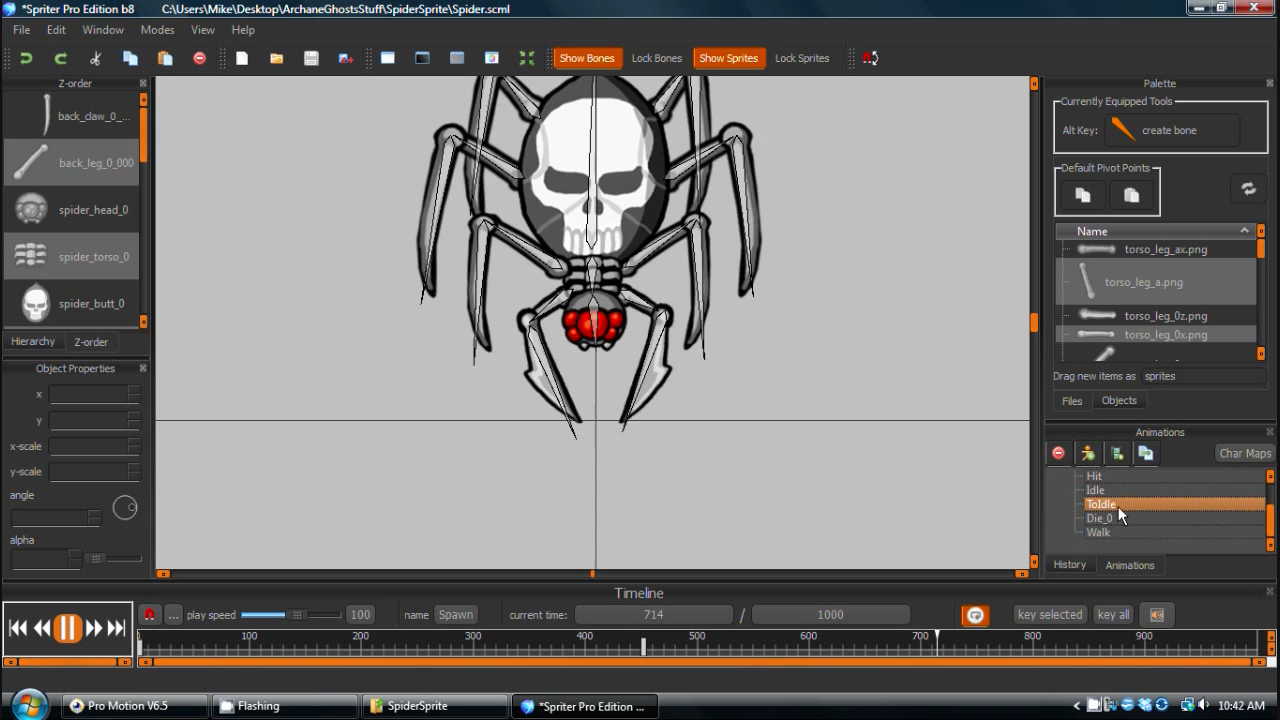 *Spriter Pro Edition b8 C:\Users\Mike\Desktop\ArchaneGhostsStuff\SpiderSprite\Spider.scml
File Edit Window Modes View Help
Show Bones Lock Bones Show Sprites Lock Sprites
Z-order
back_claw_0_...
back_leg_0_000
spider_head_0
spider_torso_0
spider_butt_0
Hierarchy Z-order
Object Properties
x
y
x-scale
y-scale
angle
alpha
Palette
Currently Equipped Tools
Alt Key: create bone
Default Pivot Points
Name
torso_leg_ax.png
torso_leg_a.png
torso_leg_0z.png
torso_leg_0x.png
Drag new items as sprites
Files Objects
Animations
Char Maps
Hit
Idle
ToIdle
Die_0
Walk
History Animations
Timeline
... play speed 100 name Spawn current time: 714 / 1000 key selected key all
100 200 300 400 500 600 700 800 900
Pro Motion V6.5 Flashing SpiderSprite *Spriter Pro Edition ... 10:42 AM